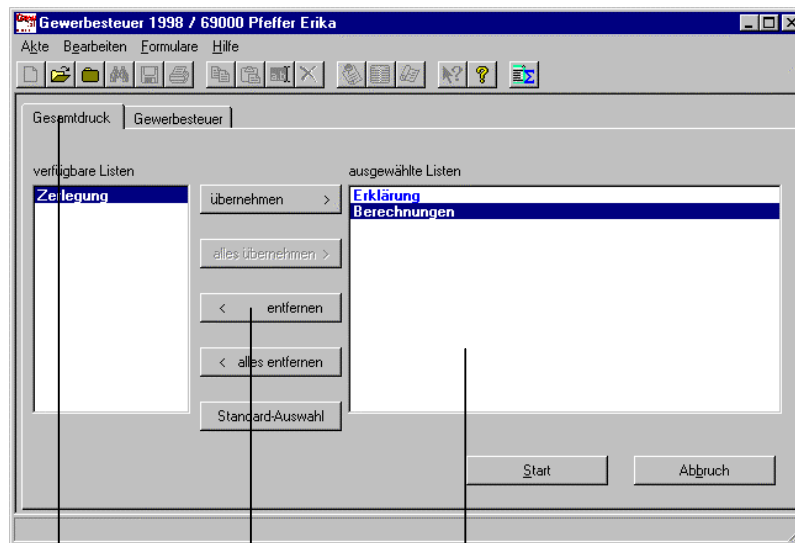 Gewerbesteuer 1998 / 69000 Pfeffer Erika
Akte Bearbeiten Formulare Hilfe
Gesamtdruck Gewerbesteuer
verfügbare Listen ausgewählte Listen
Zerlegung
Erklärung
Berechnungen
übernehmen >
alles übernehmen >
< entfernen
< alles entfernen
Standard-Auswahl
Start Abbruch